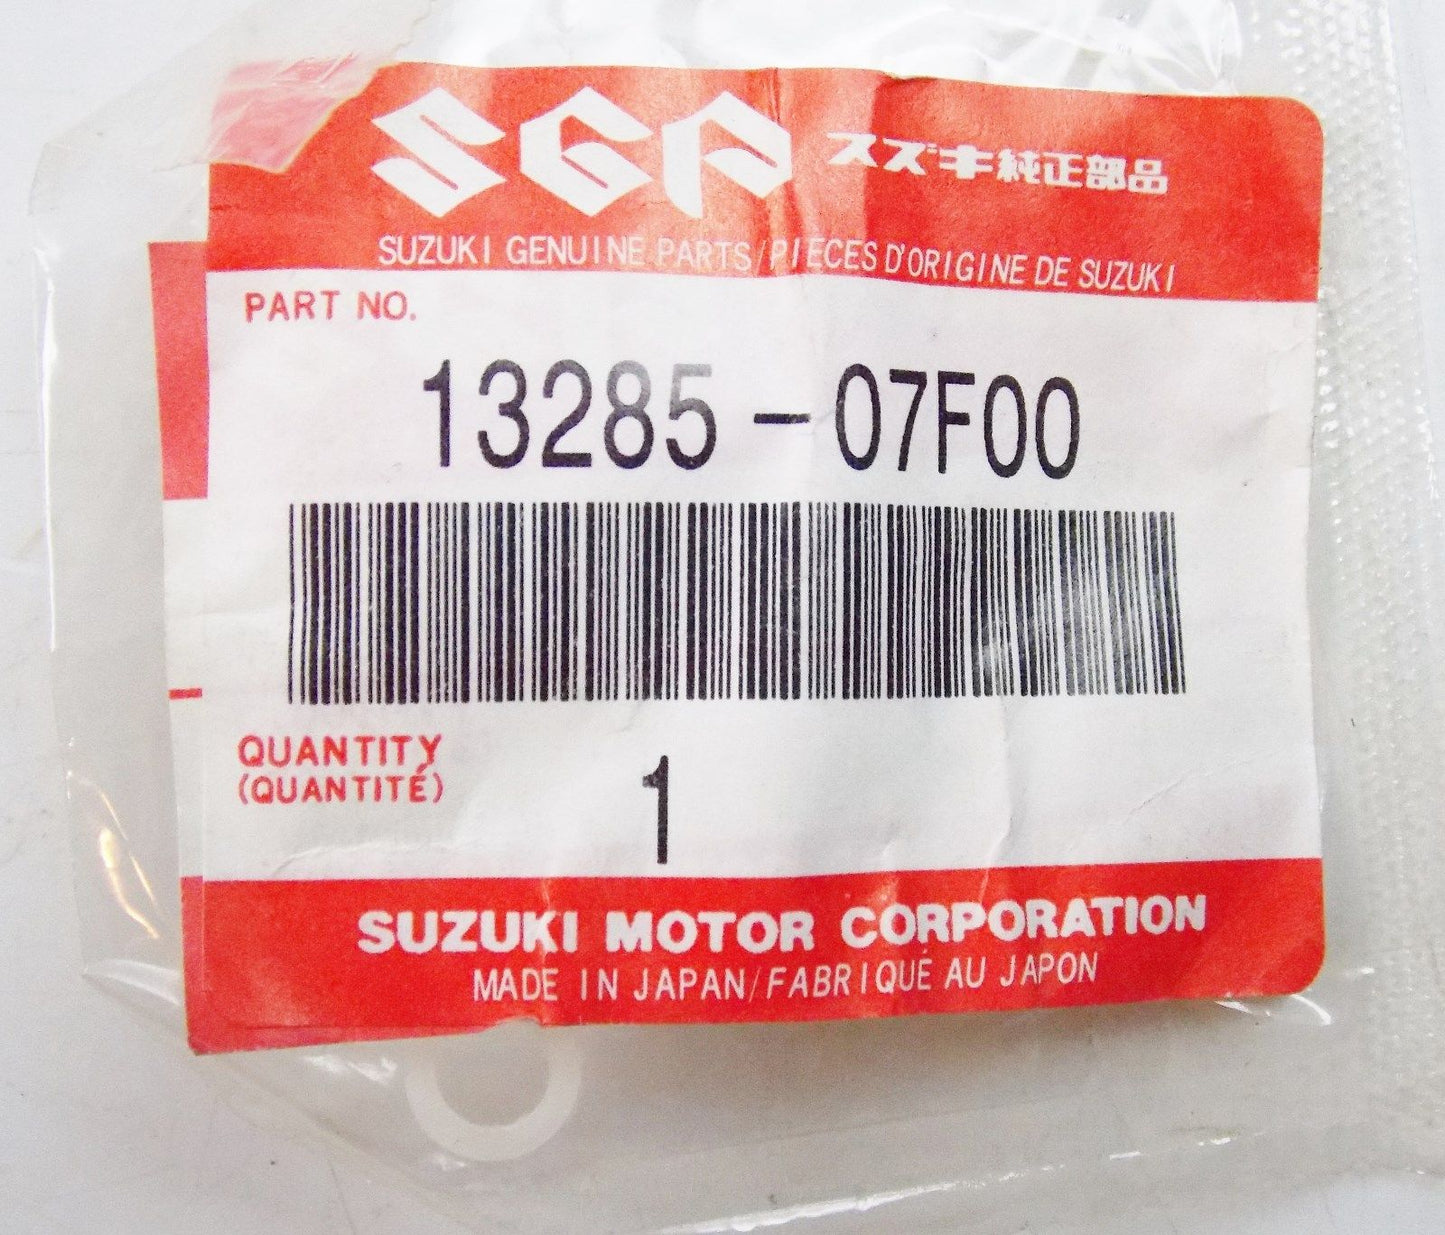 SGP スズキ純正部品
SUZUKI GENUINE PARTS/PIECES D'ORIGINE DE SUZUKI
PART NO.
13285-07F00
QUANTITY
(QUANTITÉ)
1
SUZUKI MOTOR CORPORATION
MADE IN JAPAN/FABRIQUÉ AU JAPON